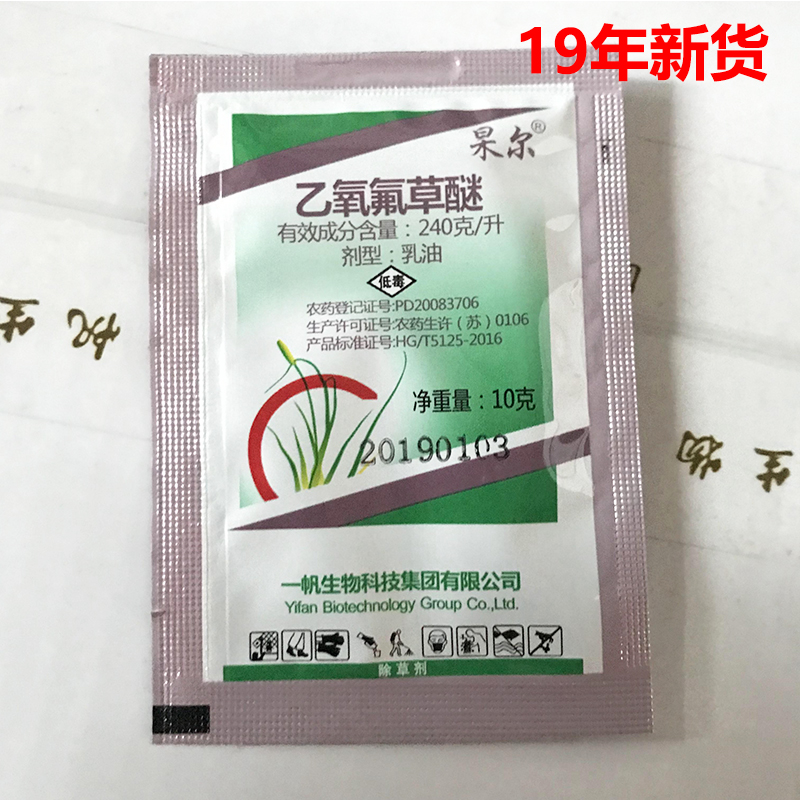 19年新货
杲尔®
乙氧氟草醚
有效成分含量：240克/升
剂型：乳油
低毒
农药登记证号:PD20083706
生产许可证号:农药生许（苏）0106
产品标准证号:HG/T5125-2016
净重量：10克
20190103
一帆生物科技集团有限公司
Yifan Biotechnology Group Co.,Ltd.
除草剂
帆
生
生
物